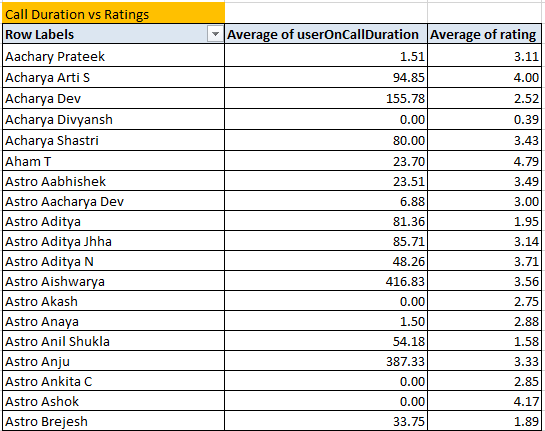 Call Duration vs Ratings
Row Labels Average of userOnCallDuration Average of rating
Aachary Prateek 1.51 3.11
Acharya Arti S 94.85 4.00
Acharya Dev 155.78 2.52
Acharya Divyansh 0.00 0.39
Acharya Shastri 80.00 3.43
Aham T 23.70 4.79
Astro Aabhishek 23.51 3.49
Astro Aacharya Dev 6.88 3.00
Astro Aditya 81.36 1.95
Astro Aditya Jhha 85.71 3.14
Astro Aditya N 48.26 3.71
Astro Aishwarya 416.83 3.56
Astro Akash 0.00 2.75
Astro Anaya 1.50 2.88
Astro Anil Shukla 54.18 1.58
Astro Anju 387.33 3.33
Astro Ankita C 0.00 2.85
Astro Ashok 0.00 4.17
Astro Brejesh 33.75 1.89